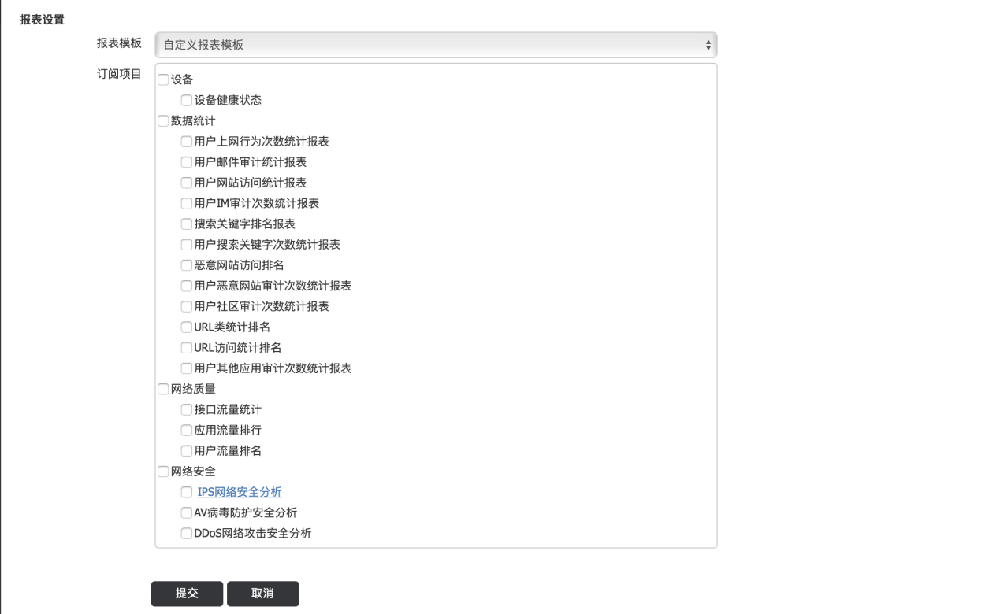 报表设置
报表模板 自定义报表模板
订阅项目
设备
设备健康状态
数据统计
用户上网行为次数统计报表
用户邮件审计统计报表
用户网站访问统计报表
用户IM审计次数统计报表
搜索关键字排名报表
用户搜索关键字次数统计报表
恶意网站访问排名
用户恶意网站审计次数统计报表
用户社区审计次数统计报表
URL类统计排名
URL访问统计排名
用户其他应用审计次数统计报表
网络质量
接口流量统计
应用流量排行
用户流量排名
网络安全
IPS网络安全分析
AV病毒防护安全分析
DDoS网络攻击安全分析
提交 取消